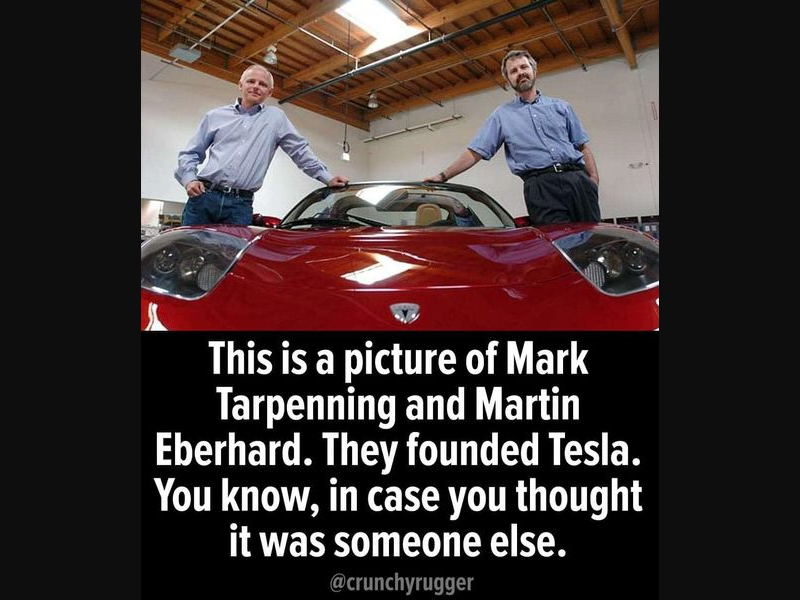 This is a picture of Mark
Tarpenning and Martin
Eberhard. They founded Tesla.
You know, in case you thought
it was someone else.
@crunchyrugger